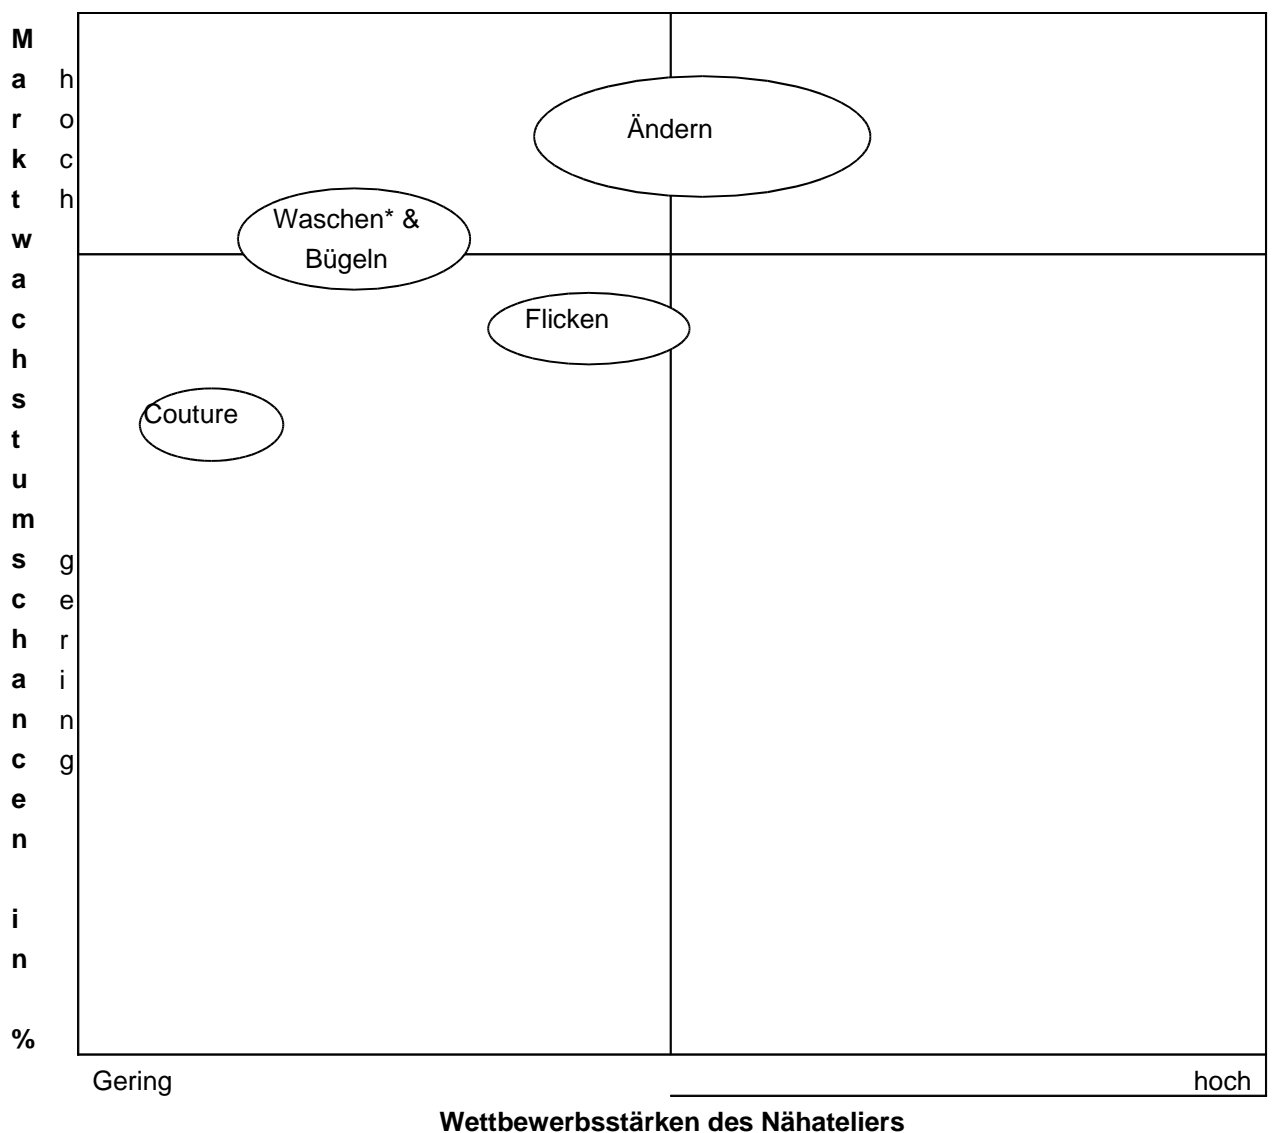 Marktwachstumschancen in %
hoch
gering
Ändern
Waschen* &
Bügeln
Flicken
Couture
Gering
hoch
Wettbewerbsstärken des Nähateliers